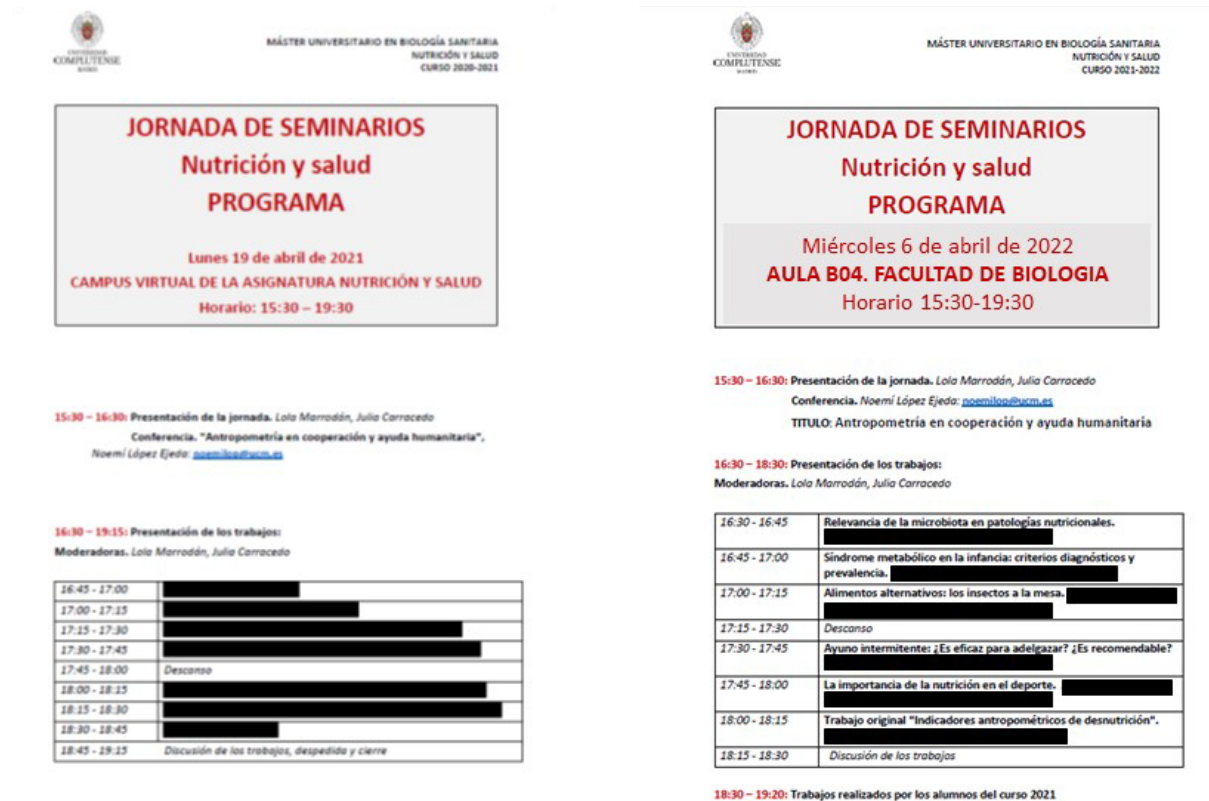 UNIVERSIDAD
COMPLUTENSE
MADRID
MÁSTER UNIVERSITARIO EN BIOLOGÍA SANITARIA
NUTRICIÓN Y SALUD
CURSO 2020-2021
JORNADA DE SEMINARIOS
Nutrición y salud
PROGRAMA
Lunes 19 de abril de 2021
CAMPUS VIRTUAL DE LA ASIGNATURA NUTRICIÓN Y SALUD
Horario: 15:30 – 19:30
15:30 – 16:30: Presentación de la jornada. Lola Marrodán, Julia Carracedo
Conferencia. "Antropometría en cooperación y ayuda humanitaria".
Noemí López Ejeda: noemilop@ucm.es
16:30 – 19:15: Presentación de los trabajos:
Moderadoras. Lola Marrodán, Julia Carracedo
16:45 - 17:00
17:00 - 17:15
17:15 - 17:30
17:30 - 17:45
17:45 - 18:00 Descanso
18:00 - 18:15
18:15 - 18:30
18:30 - 18:45
18:45 - 19:15 Discusión de los trabajos, despedida y cierre
UNIVERSIDAD
COMPLUTENSE
MADRID
MÁSTER UNIVERSITARIO EN BIOLOGÍA SANITARIA
NUTRICIÓN Y SALUD
CURSO 2021-2022
JORNADA DE SEMINARIOS
Nutrición y salud
PROGRAMA
Miércoles 6 de abril de 2022
AULA B04. FACULTAD DE BIOLOGIA
Horario 15:30-19:30
15:30 – 16:30: Presentación de la jornada. Lola Marrodán, Julia Carracedo
Conferencia. Noemí López Ejeda: noemilop@ucm.es
TITULO: Antropometría en cooperación y ayuda humanitaria
16:30 – 18:30: Presentación de los trabajos:
Moderadoras. Lola Marrodán, Julia Carracedo
16:30 - 16:45 Relevancia de la microbiota en patologías nutricionales.
16:45 - 17:00 Síndrome metabólico en la infancia: criterios diagnósticos y
prevalencia.
17:00 - 17:15 Alimentos alternativos: los insectos a la mesa.
17:15 - 17:30 Descanso
17:30 - 17:45 Ayuno intermitente: ¿Es eficaz para adelgazar? ¿Es recomendable?
17:45 - 18:00 La importancia de la nutrición en el deporte.
18:00 - 18:15 Trabajo original "Indicadores antropométricos de desnutrición".
18:15 - 18:30 Discusión de los trabajos
18:30 – 19:20: Trabajos realizados por los alumnos del curso 2021